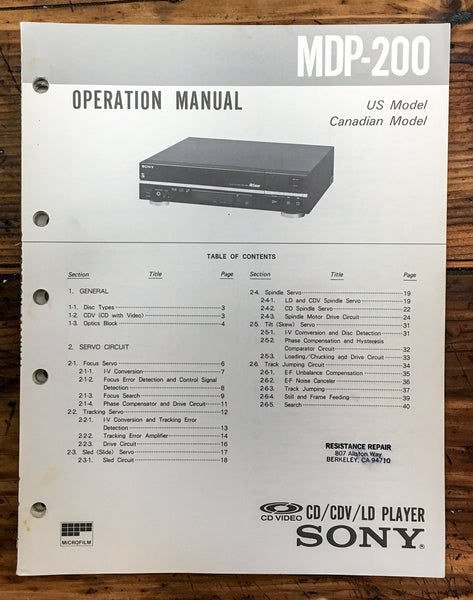 MDP-200
OPERATION MANUAL
US Model
Canadian Model
SONY
TABLE OF CONTENTS
Section Title Page
1. GENERAL
1-1. Disc Types 3
1-2. CDV (CD with Video) 3
1-3. Optics Block 4
2. SERVO CIRCUIT
2-1. Focus Servo 6
2-1-1. I-V Conversion 7
2-1-2. Focus Error Detection and Control Signal
Detection 8
2-1-3. Focus Search 9
2-1-4. Phase Compensator and Drive Circuit 11
2-2. Tracking Servo 12
2-2-1. I-V Conversion and Tracking Error
Detection 13
2-2-2. Tracking Error Amplifier 14
2-2-3. Drive Circuit 16
2-3. Sled (Slide) Servo 17
2-3-1. Sled Circuit 18
Section Title Page
2-4. Spindle Servo 19
2-4-1. LD and CDV Spindle Servo 19
2-4-2. CD Spindle Servo 22
2-4-3. Spindle Motor Drive Circuit 24
2-5. Tilt (Skew) Servo 31
2-5-1. I-V Comversion and Disc Detection 31
2-5-2. Phase Compensation and Hysteresis
Comparator Circuit 32
2-5-3. Loading/Chucking and Drive Circuit 33
2-6. Track Jumping Circuit 34
2-6-1. E-F Unbalance Compensation 35
2-6-2. E-F Noise Canceler 36
2-6-3. Track Jumping 37
2-6-4. Still and Frame Feeding 39
2-6-5. Search 40
RESISTANCE REPAIR
807 Allston Way
BERKELEY, CA 94710
MICROFILM
CD VIDEO
CD/CDV/LD PLAYER
SONY®